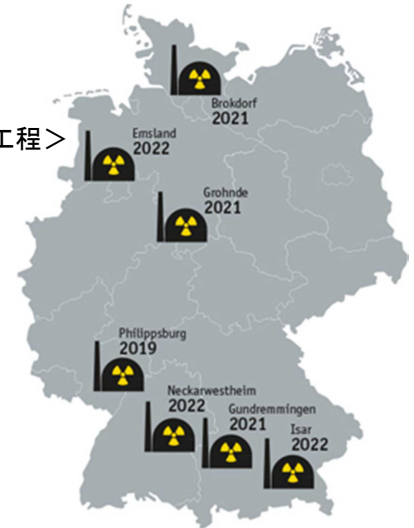 Brokdorf
2021
工程＞
Emsland
2022
Grohnde
2021
Philippsburg
2019
Neckarwestheim
2022
Gundremmingen
2021
Isar
2022